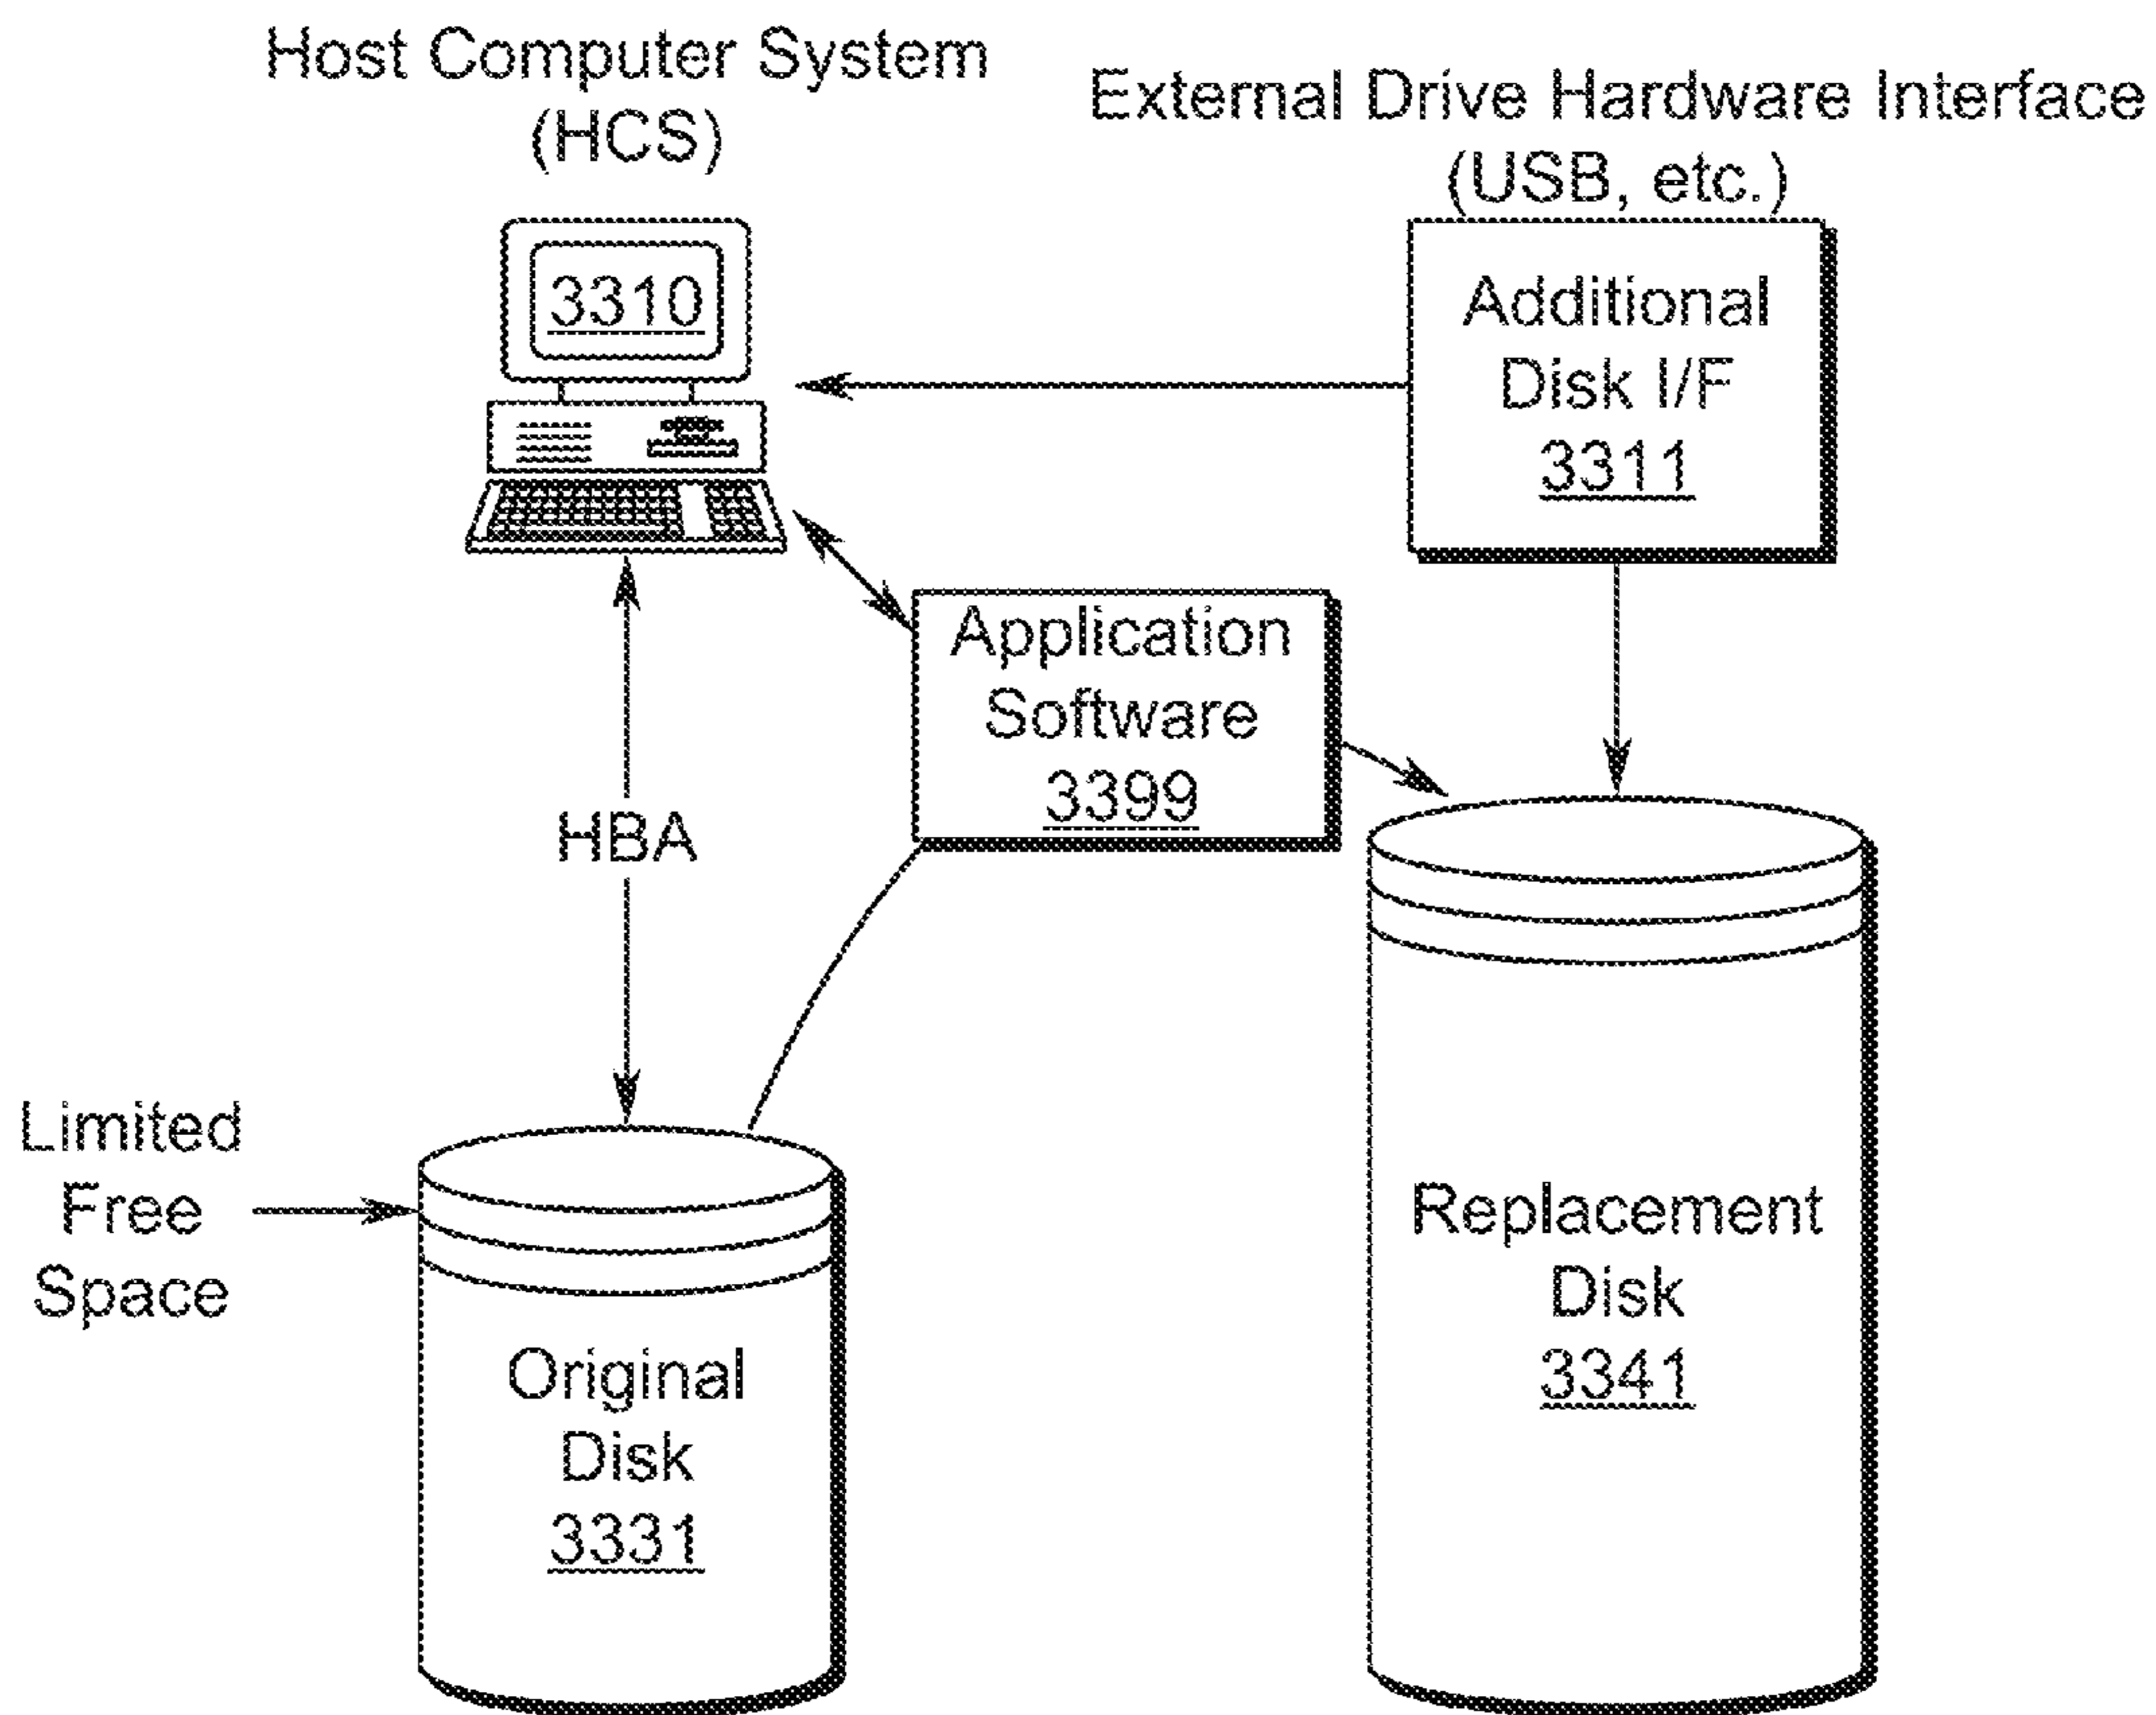 Host Computer System
(HCS)
External Drive Hardware Interface
(USB, etc.)
3310
Additional
Disk I/F
3311
Application
Software
3399
HBA
Limited
Free
Space
Original
Disk
3331
Replacement
Disk
3341